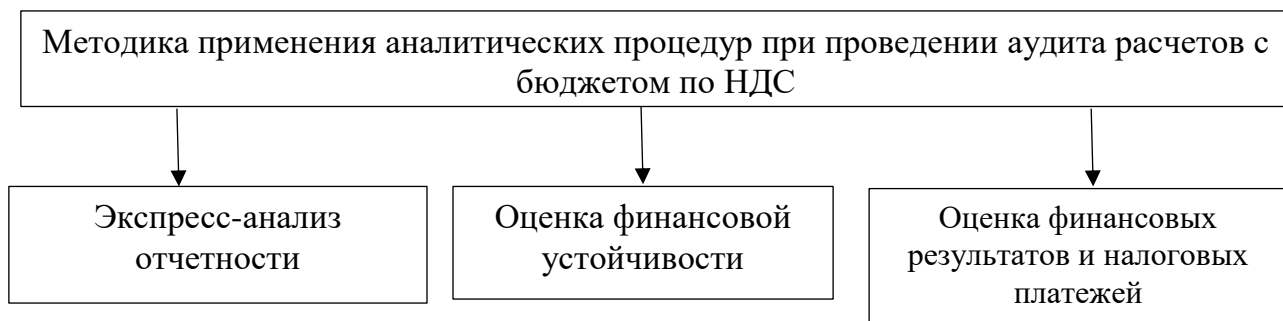 Методика применения аналитических процедур при проведении аудита расчетов с
бюджетом по НДС
Экспресс-анализ
отчетности
Оценка финансовой
устойчивости
Оценка финансовых
результатов и налоговых
платежей